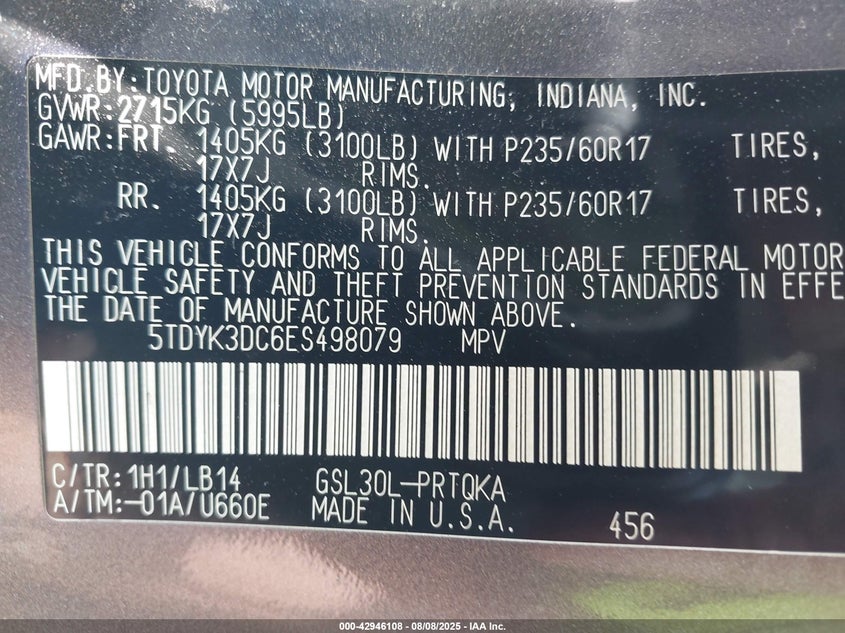 MFD.BY:TOYOTA MOTOR MANUFACTURING, INDIANA, INC.
GVWR:2715KG (5995LB)
GAWR:FRT. 1405KG (3100LB) WITH P235/60R17 TIRES,
17X7J RIMS.
RR. 1405KG (3100LB) WITH P235/60R17 TIRES,
17X7J RIMS.
THIS VEHICLE CONFORMS TO ALL APPLICABLE FEDERAL MOTOR
VEHICLE SAFETY AND THEFT PREVENTION STANDARDS IN EFFE
THE DATE OF MANUFACTURE SHOWN ABOVE.
5TDYK3DC6ES498079 MPV
C/TR:1H1/LB14 GSL30L-PRTQKA
A/TM:-01A/U660E MADE IN U.S.A. 456
000-42946108 - 08/08/2025 - IAA Inc.